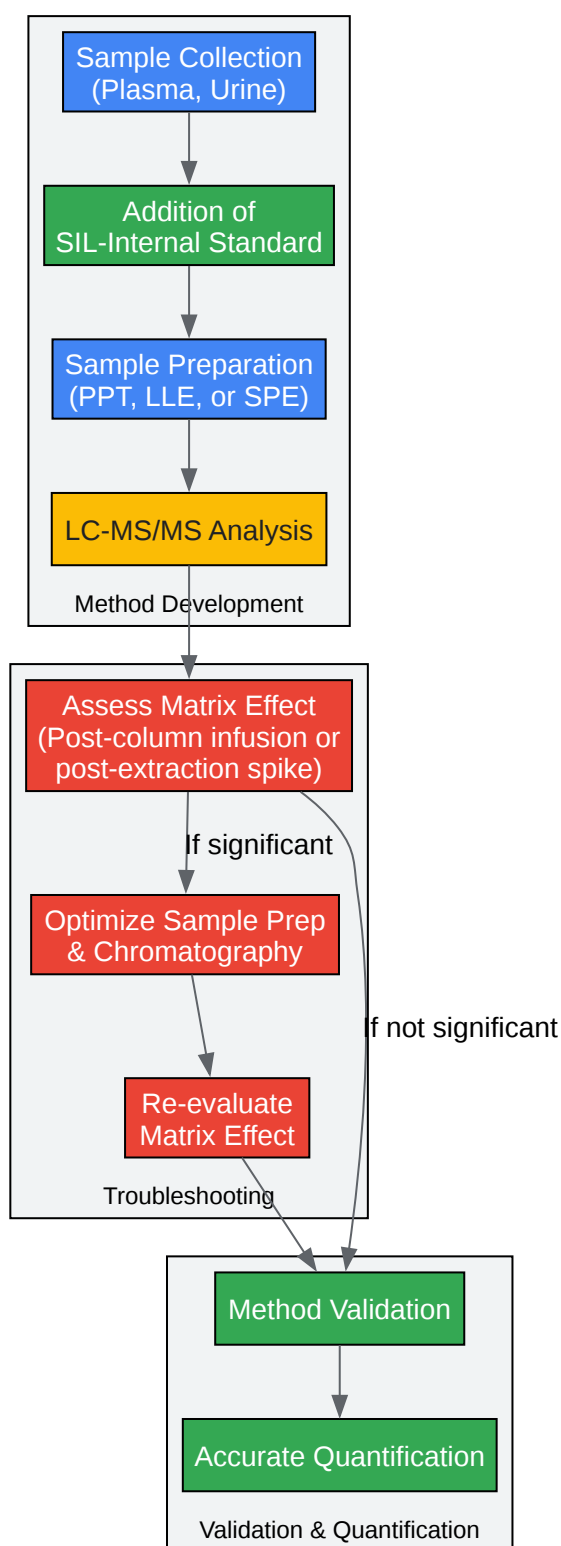 Sample Collection
(Plasma, Urine)
Addition of
SIL-Internal Standard
Sample Preparation
(PPT, LLE, or SPE)
LC-MS/MS Analysis
Method Development
Assess Matrix Effect
(Post-column infusion or
post-extraction spike)
If significant
Optimize Sample Prep
& Chromatography
If not significant
Re-evaluate
Matrix Effect
Troubleshooting
Method Validation
Accurate Quantification
Validation & Quantification